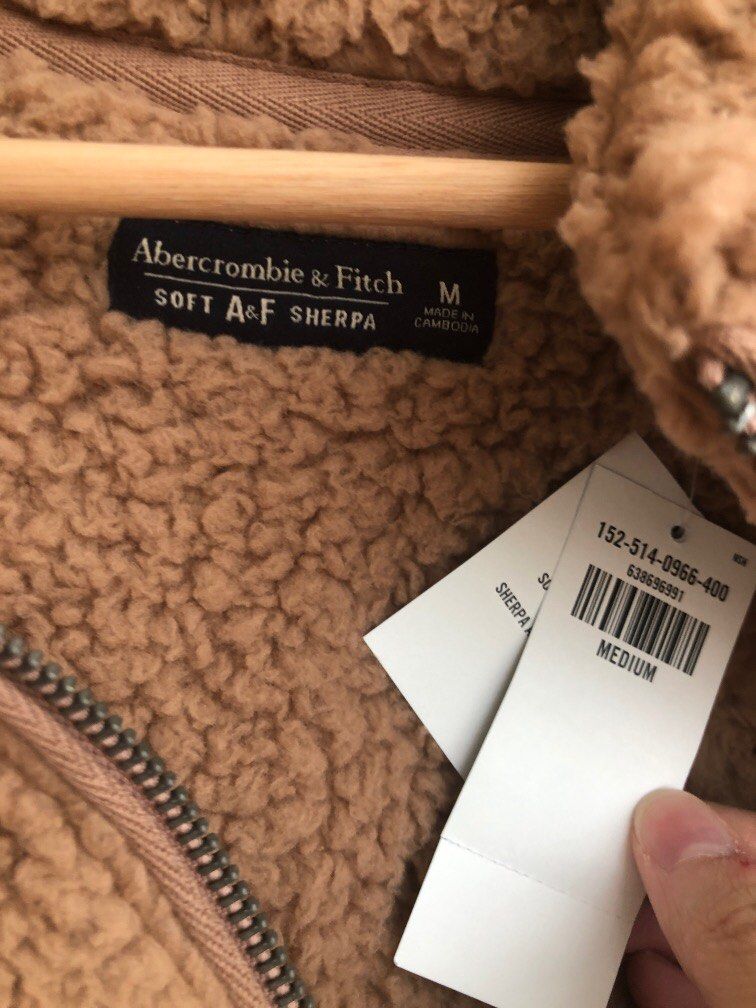 Abercrombie & Fitch
SOFT A&F SHERPA
M
MADE IN
CAMBODIA
152-514-0966-400
638696991
MEDIUM
SHERPA